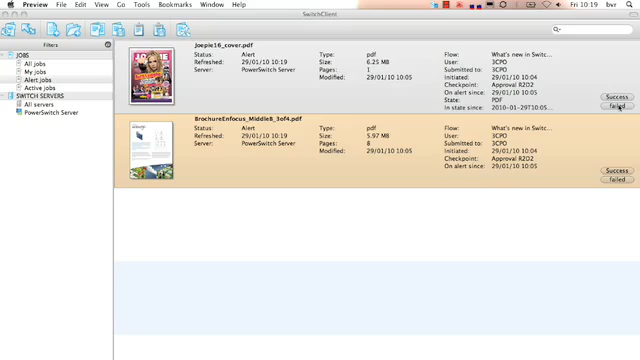 Preview File Edit View Go Tools Bookmarks Window Help Fri 10:19 bvr
SwitchClient
Filters
JOBS
All jobs
My jobs
Alert jobs
Active jobs
SWITCH SERVERS
All servers
PowerSwitch Server
Joepie16_cover.pdf
Status: Alert Type: pdf Flow: What's new in Switc...
Refreshed: 29/01/10 10:19 Size: 6.25 MB User: 3CPO
Server: PowerSwitch Server Pages: 1 Submitted to: 3CPO
Modified: 29/01/10 10:05 Initiated: 29/01/10 10:04
Checkpoint: Approval R2D2
On alert since: 29/01/10 10:05
State: PDF
In state since: 2010-01-29T10:05...
Success
failed
BrochureEnfocus_Middle8_3of4.pdf
Status: Alert Type: pdf Flow: What's new in Switc...
Refreshed: 29/01/10 10:19 Size: 5.97 MB User: 3CPO
Server: PowerSwitch Server Pages: 8 Submitted to: 3CPO
Modified: 29/01/10 10:05 Initiated: 29/01/10 10:04
Checkpoint: Approval R2D2
On alert since: 29/01/10 10:05
Success
failed